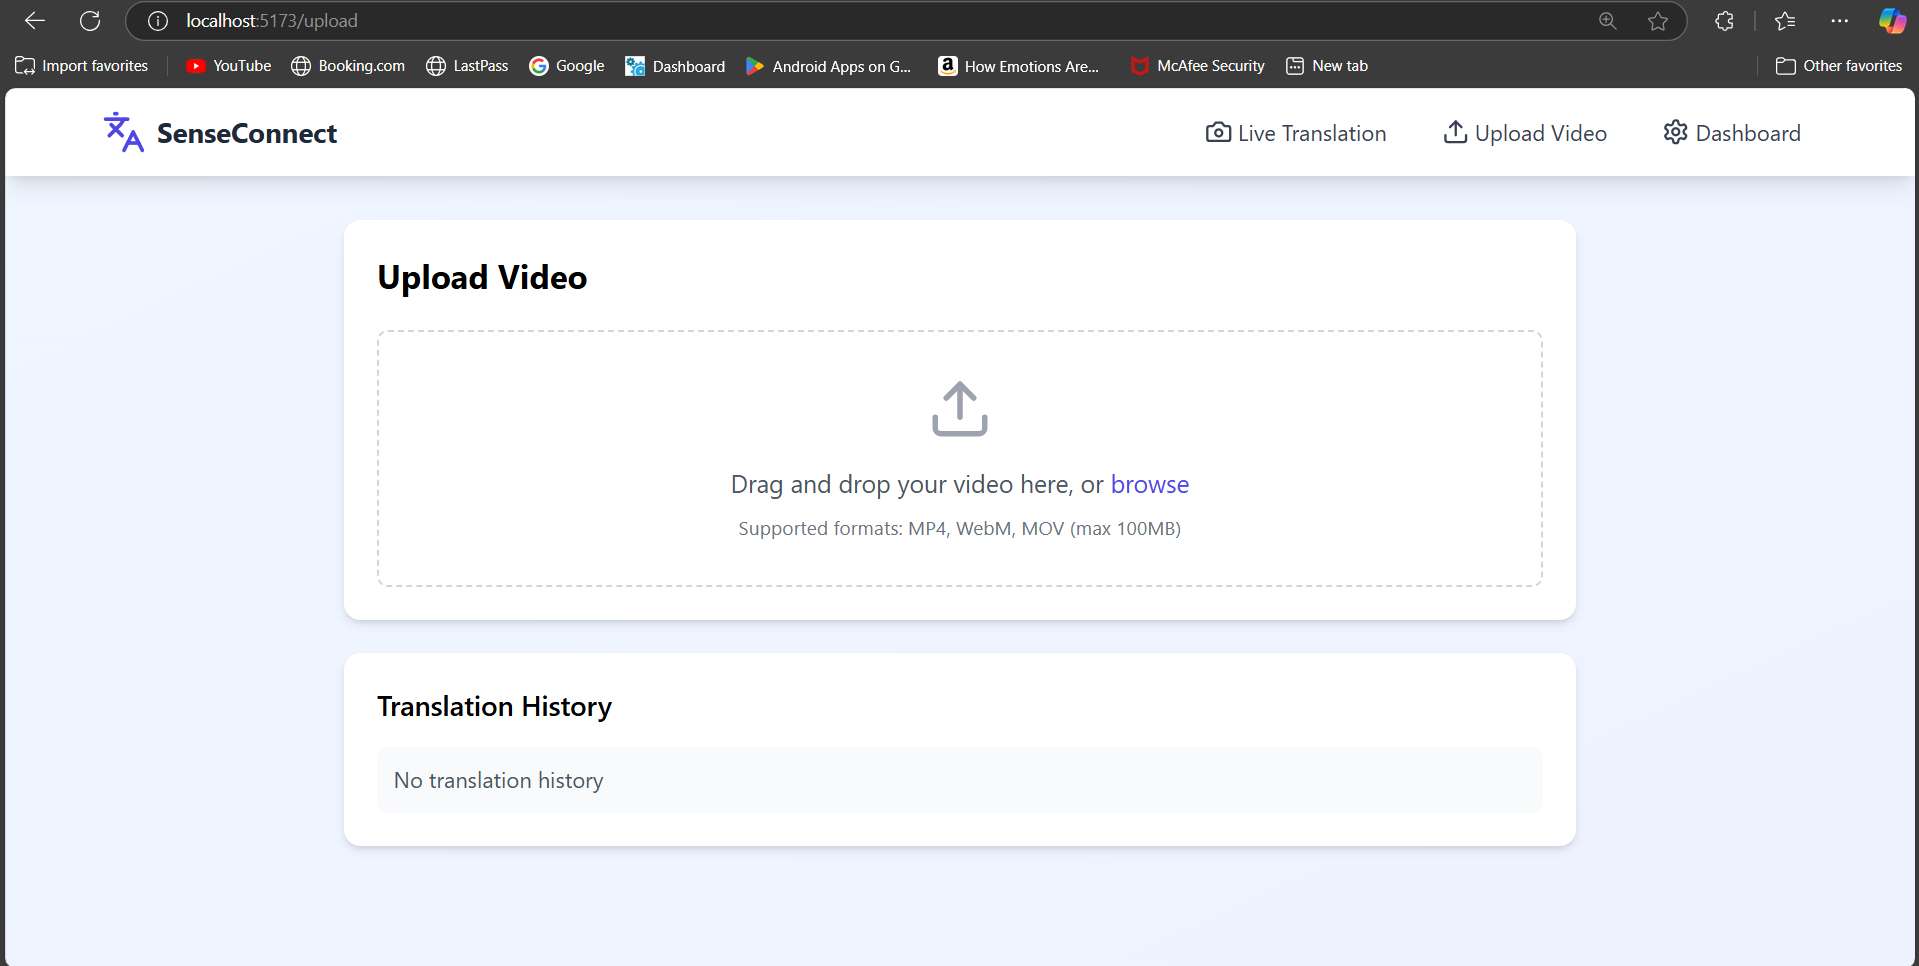 localhost:5173/upload
Import favorites YouTube Booking.com LastPass Google Dashboard Android Apps on G... How Emotions Are... McAfee Security New tab Other favorites
SenseConnect Live Translation Upload Video Dashboard
Upload Video
Drag and drop your video here, or browse
Supported formats: MP4, WebM, MOV (max 100MB)
Translation History
No translation history